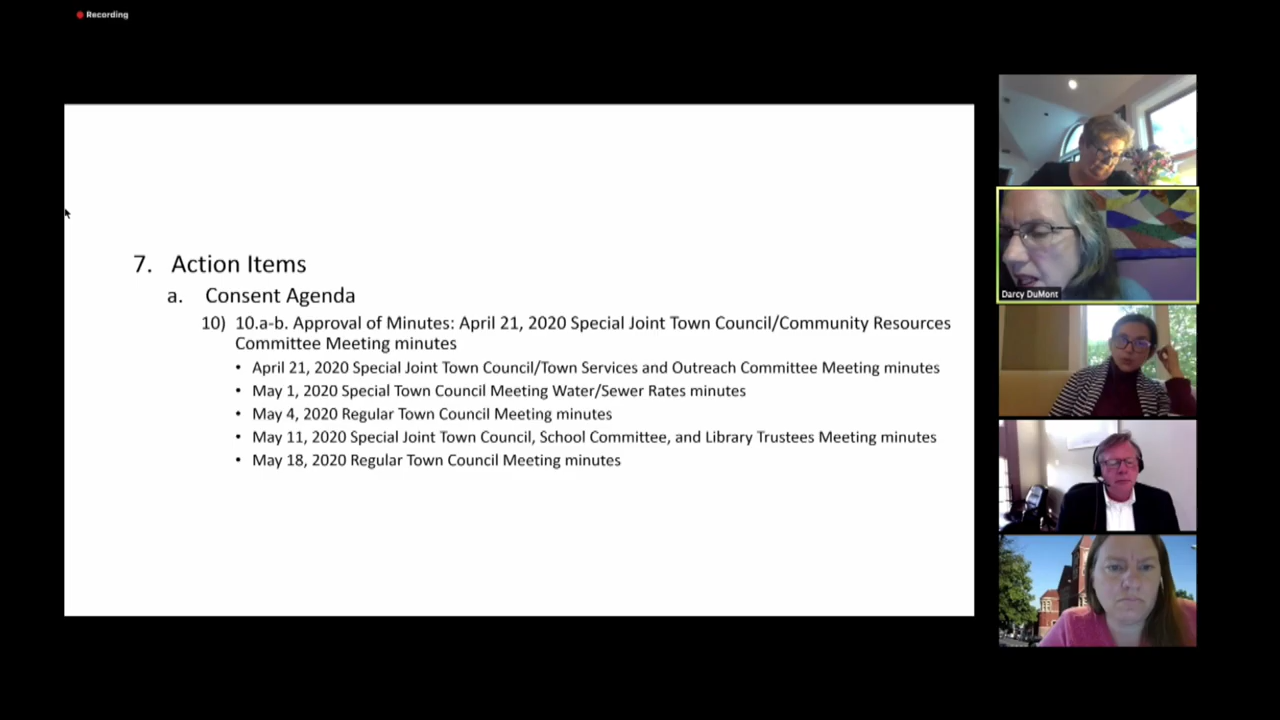 Recording
7. Action Items
a. Consent Agenda
10) 10.a-b. Approval of Minutes: April 21, 2020 Special Joint Town Council/Community Resources
Committee Meeting minutes
• April 21, 2020 Special Joint Town Council/Town Services and Outreach Committee Meeting minutes
• May 1, 2020 Special Town Council Meeting Water/Sewer Rates minutes
• May 4, 2020 Regular Town Council Meeting minutes
• May 11, 2020 Special Joint Town Council, School Committee, and Library Trustees Meeting minutes
• May 18, 2020 Regular Town Council Meeting minutes
Darcy DuMont